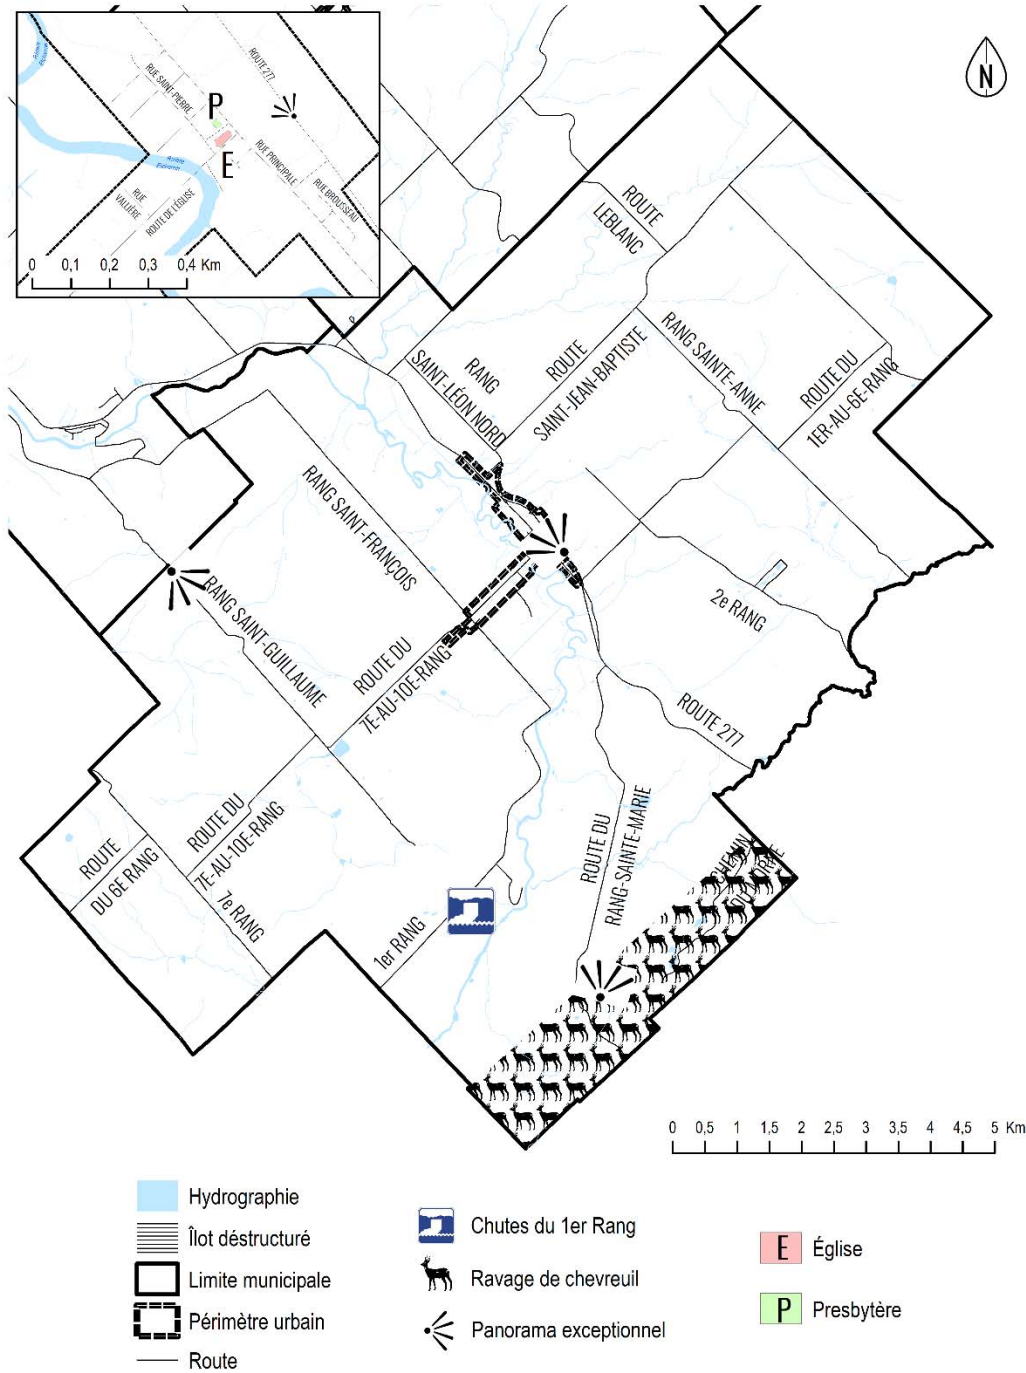 Rivière
Etchemin
ROUTE 277
RUE SAINT-PIERRE
P
E
Rivière
Etchemin
RUE PRINCIPALE
RUE BROUSSEAU
RUE
VALLIÈRE
ROUTE DE L'ÉGLISE
0 0,1 0,2 0,3 0,4 Km
N
ROUTE
LEBLANC
RANG
SAINT-LÉON NORD
ROUTE
SAINT-JEAN-BAPTISTE
RANG SAINTE-ANNE
ROUTE DU
1ER-AU-6E-RANG
RANG SAINT-FRANÇOIS
RANG SAINT-GUILLAUME
ROUTE DU
7E-AU-10E-RANG
2e RANG
ROUTE 277
ROUTE DU
7E-AU-10E-RANG
ROUTE
DU 6E RANG
7e RANG
1er RANG
ROUTE DU
RANG-SAINTE-MARIE
CHEMIN
0 0,5 1 1,5 2 2,5 3 3,5 4 4,5 5 Km
Hydrographie
Îlot déstructuré
Limite municipale
Périmètre urbain
Route
Chutes du 1er Rang
Ravage de chevreuil
Panorama exceptionnel
E Église
P Presbytère